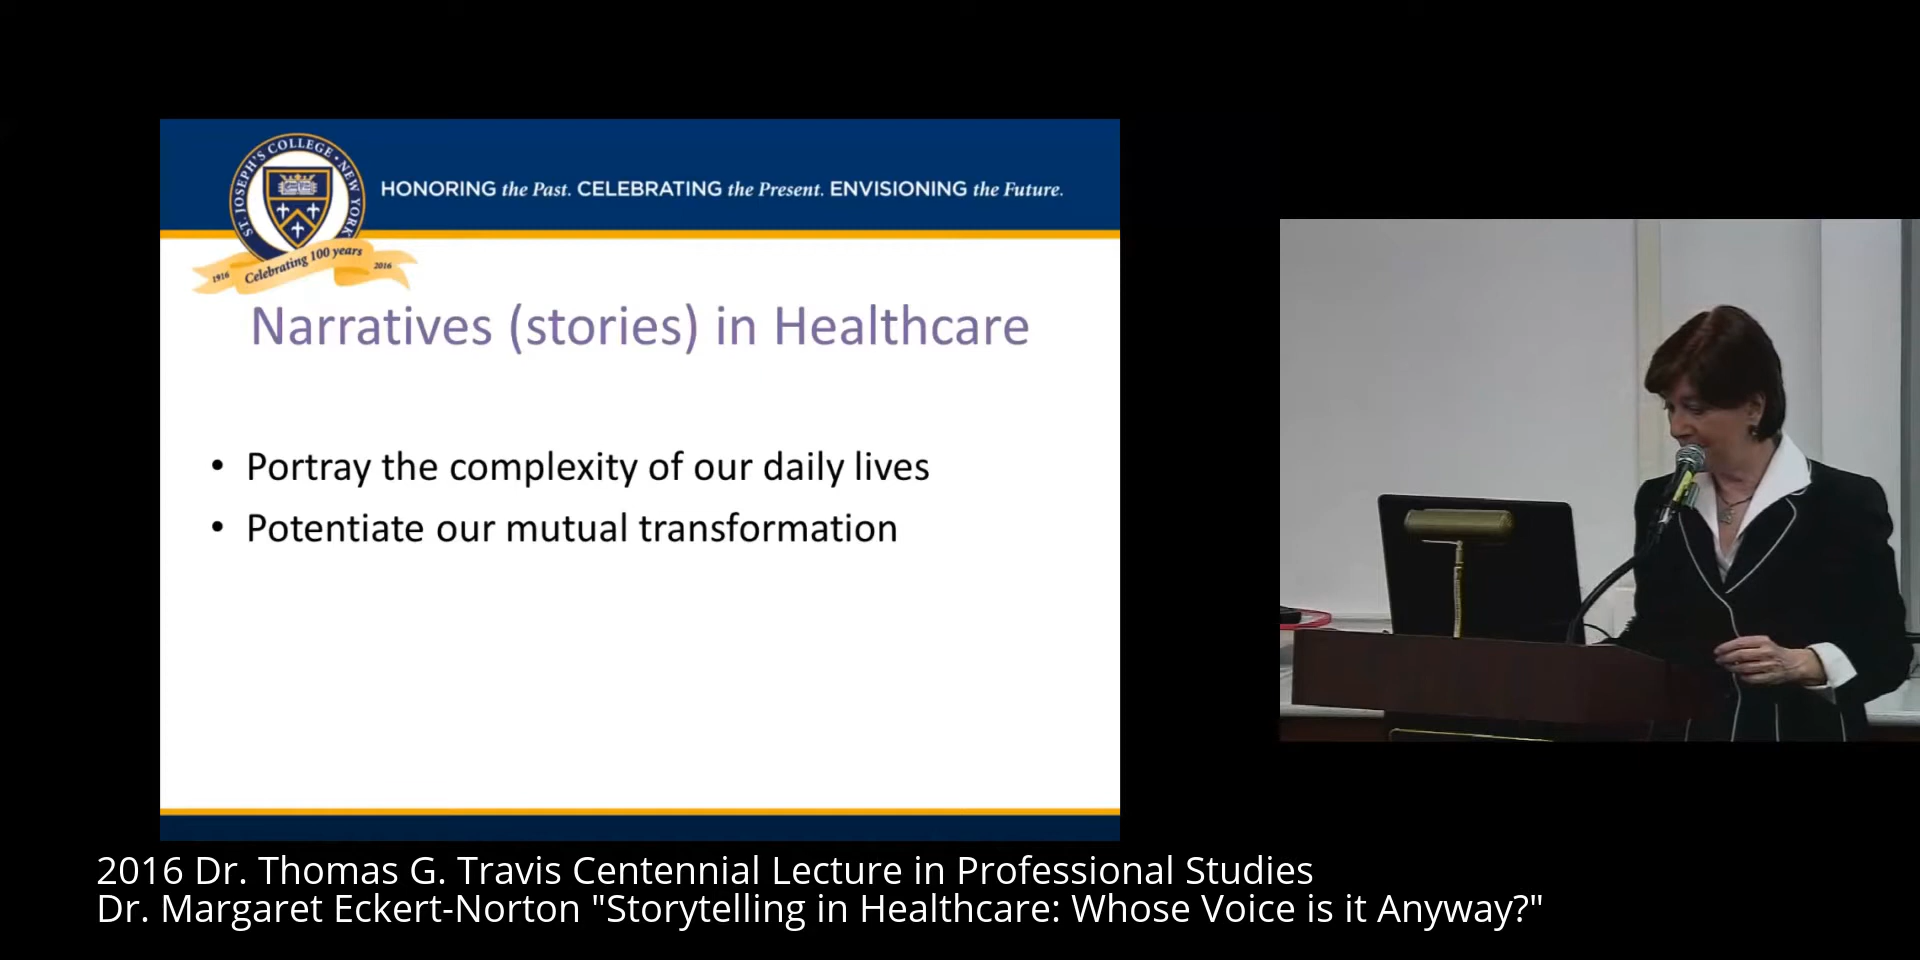 ST. JOSEPH'S COLLEGE • NEW YORK
HONORING the Past. CELEBRATING the Present. ENVISIONING the Future.
1916 Celebrating 100 years 2016
Narratives (stories) in Healthcare
• Portray the complexity of our daily lives
• Potentiate our mutual transformation
2016 Dr. Thomas G. Travis Centennial Lecture in Professional Studies
Dr. Margaret Eckert-Norton "Storytelling in Healthcare: Whose Voice is it Anyway?"